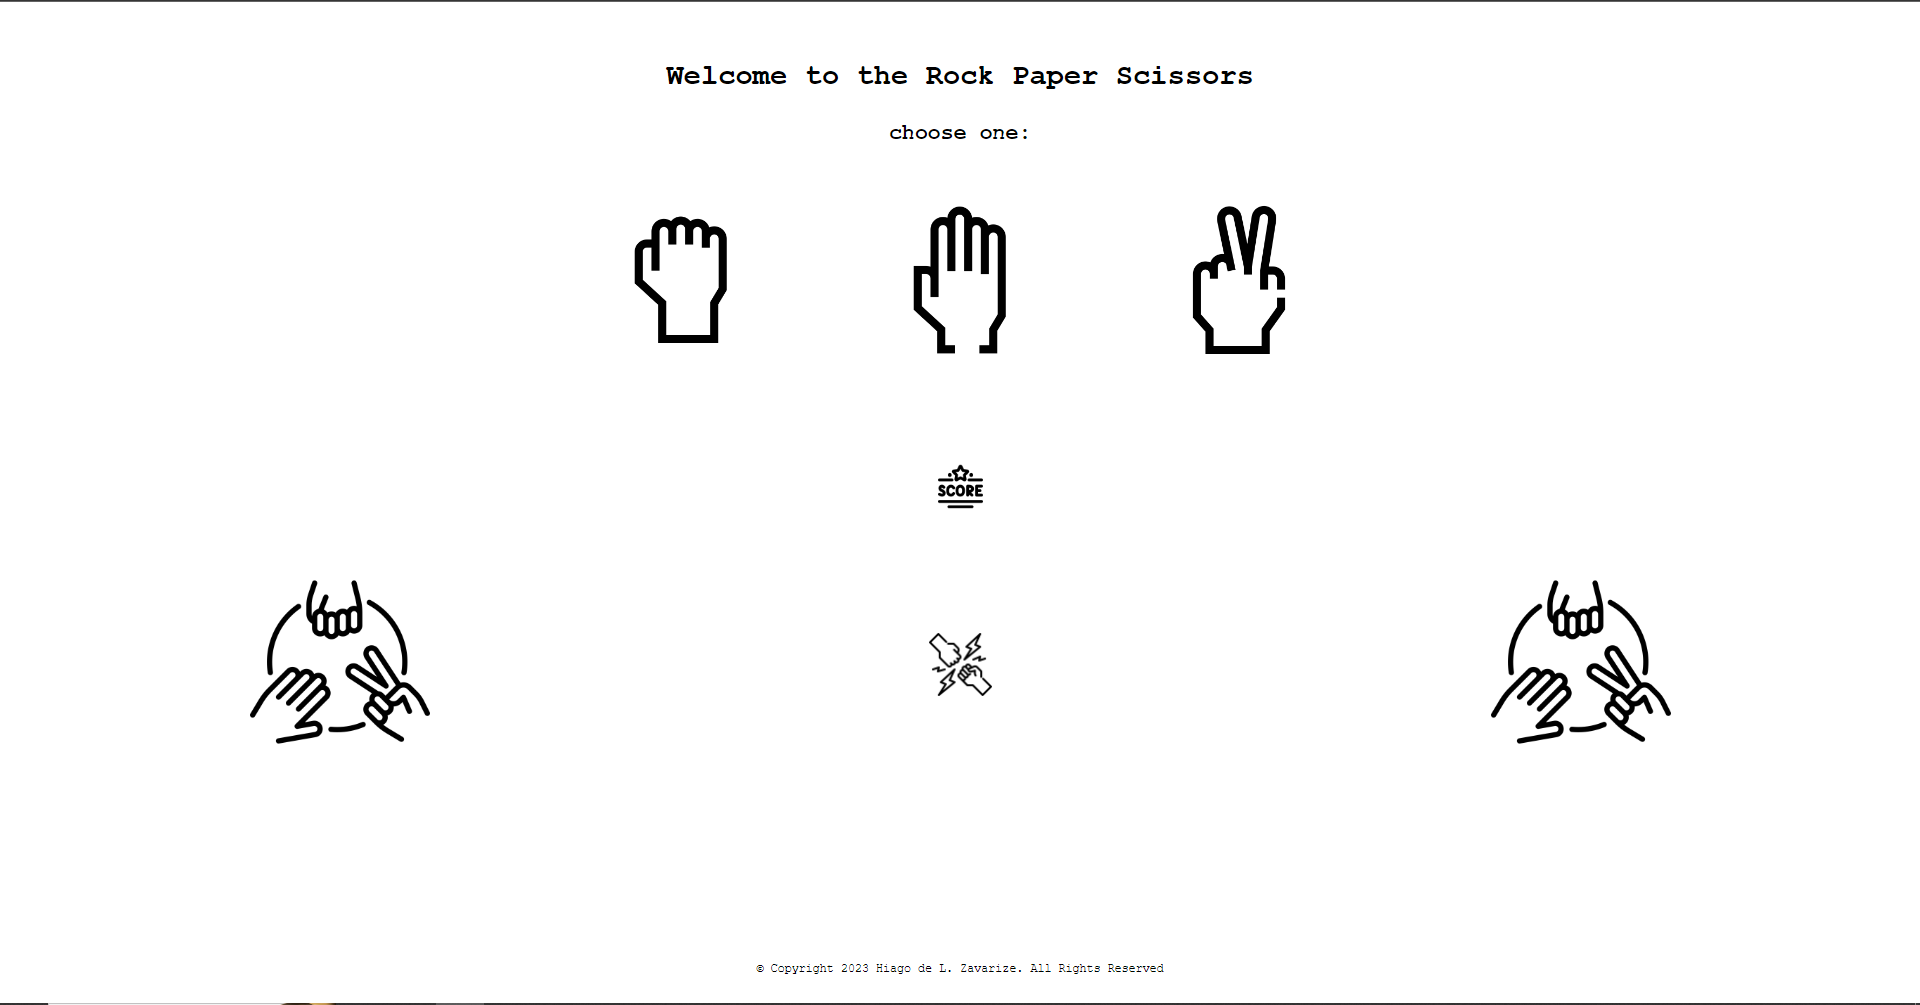 Welcome to the Rock Paper Scissors
choose one:
SCORE
© Copyright 2023 Hiago de L. Zavarize. All Rights Reserved